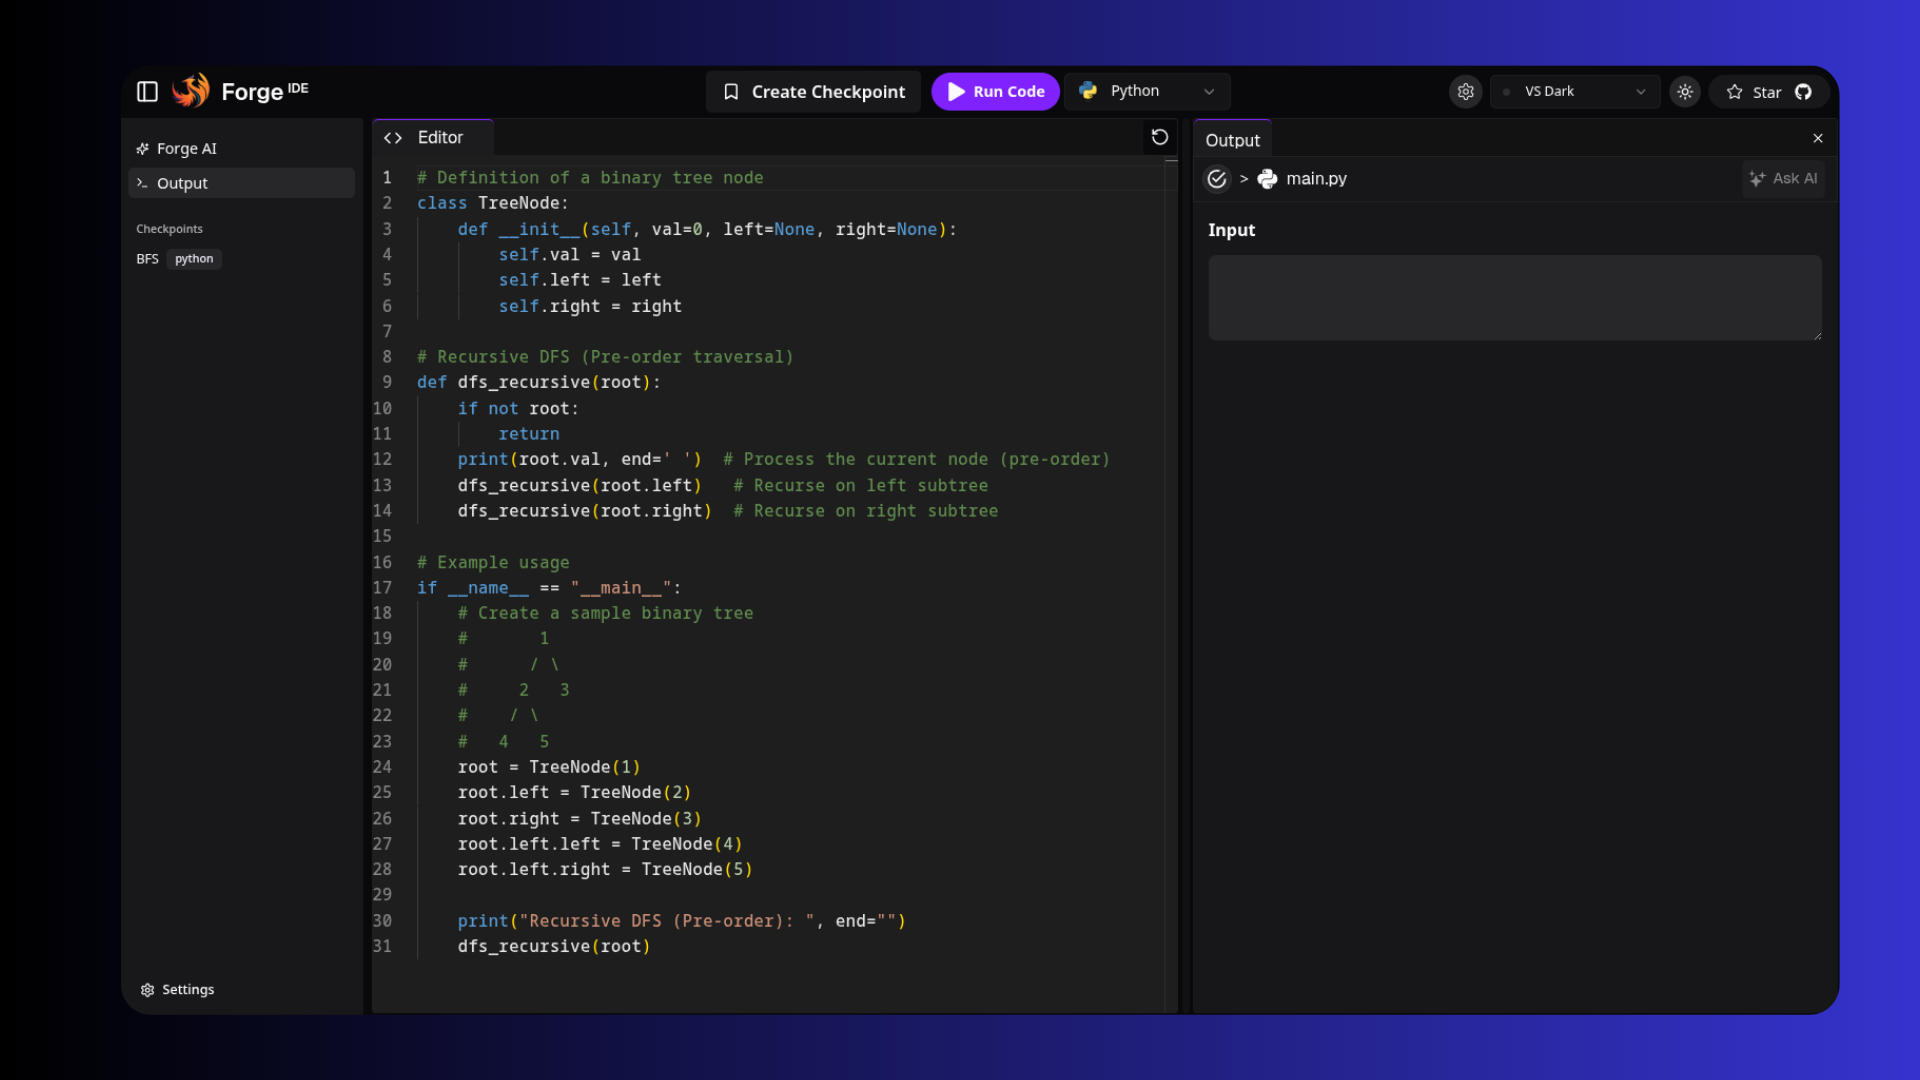 Forge IDE
Create Checkpoint
Run Code
Python
VS Dark
Star
Forge AI
Output
Checkpoints
BFS python
Settings
Editor
1 # Definition of a binary tree node
2 class TreeNode:
3     def __init__(self, val=0, left=None, right=None):
4         self.val = val
5         self.left = left
6         self.right = right
7
8 # Recursive DFS (Pre-order traversal)
9 def dfs_recursive(root):
10     if not root:
11         return
12     print(root.val, end=' ')  # Process the current node (pre-order)
13     dfs_recursive(root.left)   # Recurse on left subtree
14     dfs_recursive(root.right)  # Recurse on right subtree
15
16 # Example usage
17 if __name__ == "__main__":
18     # Create a sample binary tree
19     #       1
20     #      / \
21     #     2   3
22     #    / \
23     #   4   5
24     root = TreeNode(1)
25     root.left = TreeNode(2)
26     root.right = TreeNode(3)
27     root.left.left = TreeNode(4)
28     root.left.right = TreeNode(5)
29
30     print("Recursive DFS (Pre-order): ", end="")
31     dfs_recursive(root)
Output
> main.py
Ask AI
Input